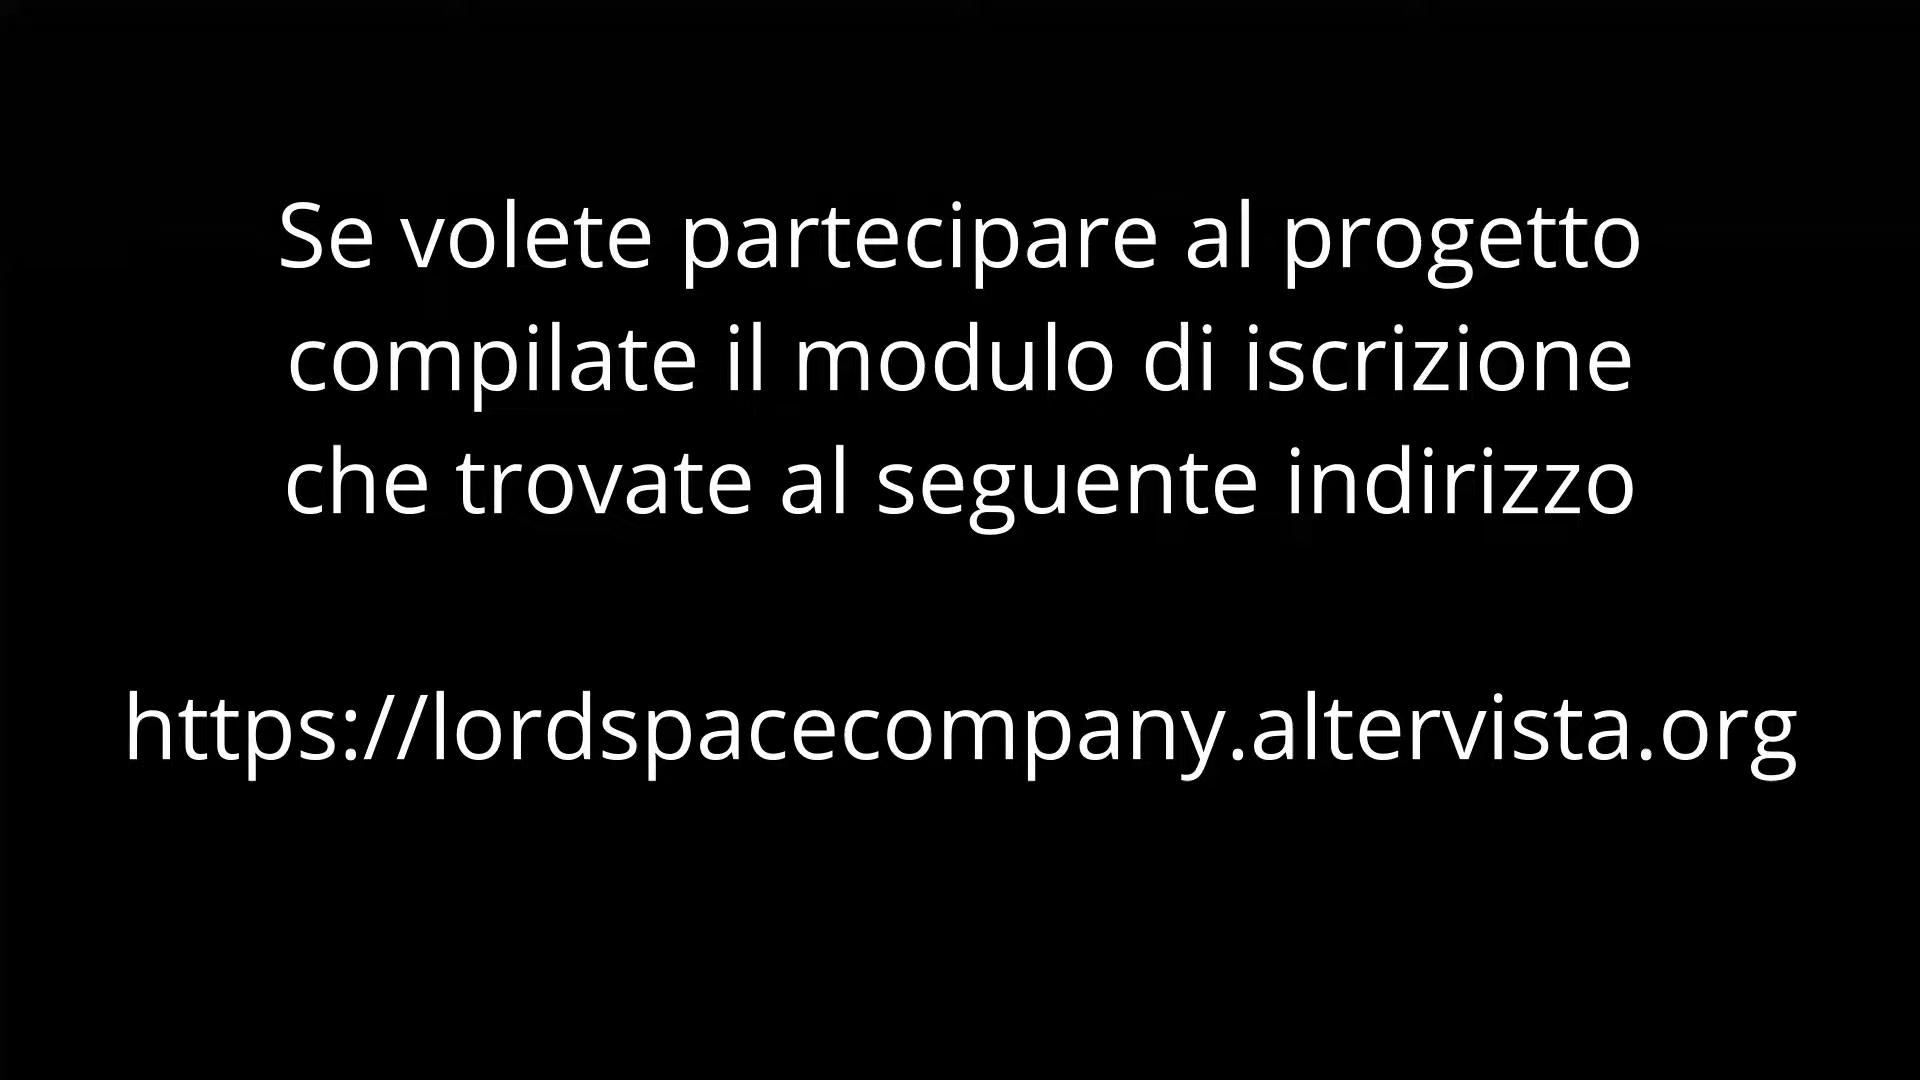 Se volete partecipare al progetto
compilate il modulo di iscrizione
che trovate al seguente indirizzo
https://lordspacecompany.altervista.org